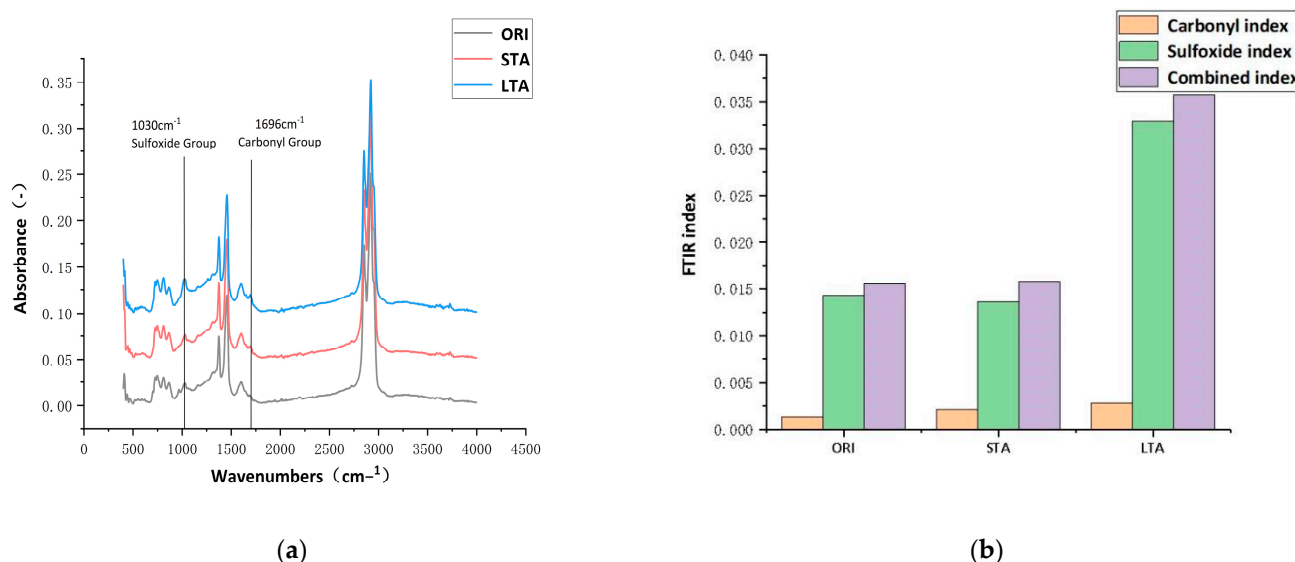 ORI
STA
LTA
0.35
0.30
0.25
0.20
0.15
0.10
0.05
0.00
Absorbance (-)
1030cm⁻¹
Sulfoxide Group
1696cm⁻¹
Carbonyl Group
0 500 1000 1500 2000 2500 3000 3500 4000 4500
Wavenumbers（cm−1）
(a)
Carbonyl index
Sulfoxide index
Combined index
0.040
0.035
0.030
0.025
0.020
0.015
0.010
0.005
0.000
FTIR index
ORI STA LTA
(b)